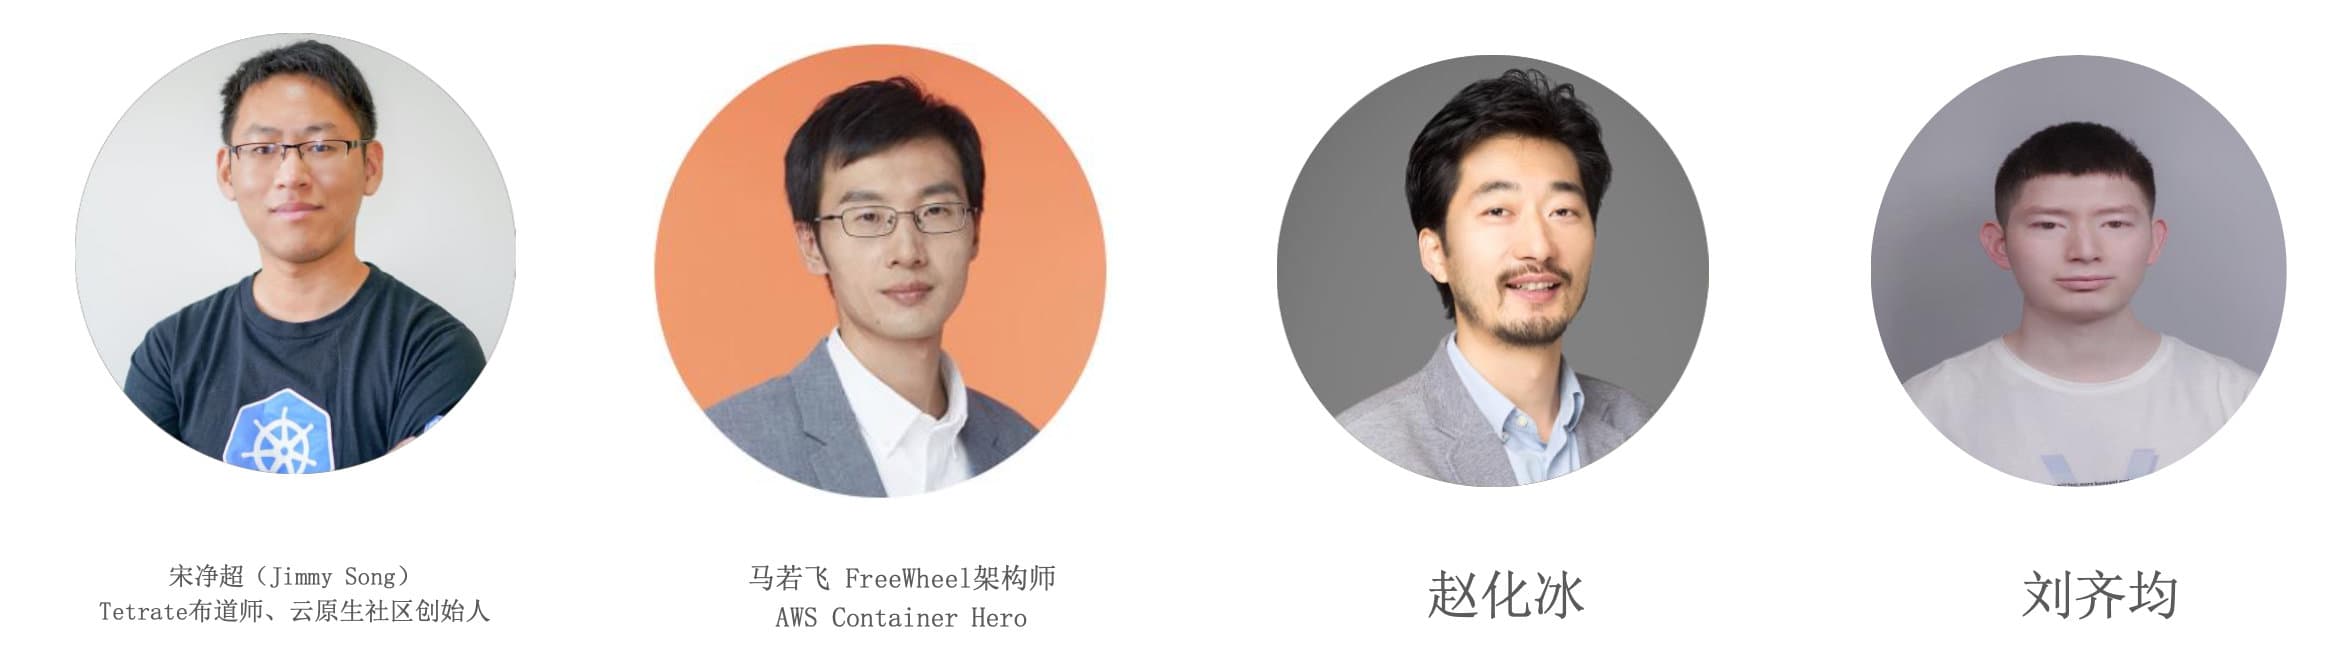 宋净超（Jimmy Song）
Tetrate布道师、云原生社区创始人
马若飞 FreeWheel架构师
AWS Container Hero
赵化冰
刘齐均